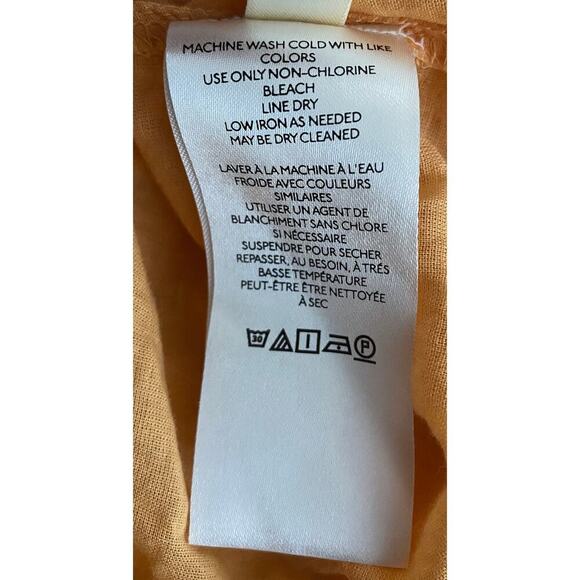 MACHINE WASH COLD WITH LIKE
COLORS
USE ONLY NON-CHLORINE
BLEACH
LINE DRY
LOW IRON AS NEEDED
MAY BE DRY CLEANED
LAVER À LA MACHINE À L'EAU
FROIDE AVEC COULEURS
SIMILAIRES
UTILISER UN AGENT DE
BLANCHIMENT SANS CHLORE
SI NÉCESSAIRE
SUSPENDRE POUR SECHER
REPASSER, AU BESOIN, À TRÉS
BASSE TEMPÉRATURE
PEUT-ÊTRE ÊTRE NETTOYÉE
À SEC
30 P